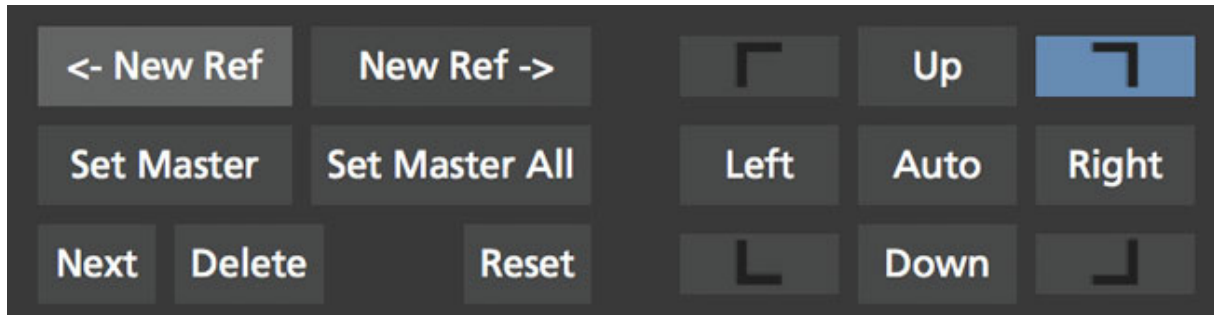 <- New Ref New Ref -> Up
Set Master Set Master All Left Auto Right
Next Delete Reset Down